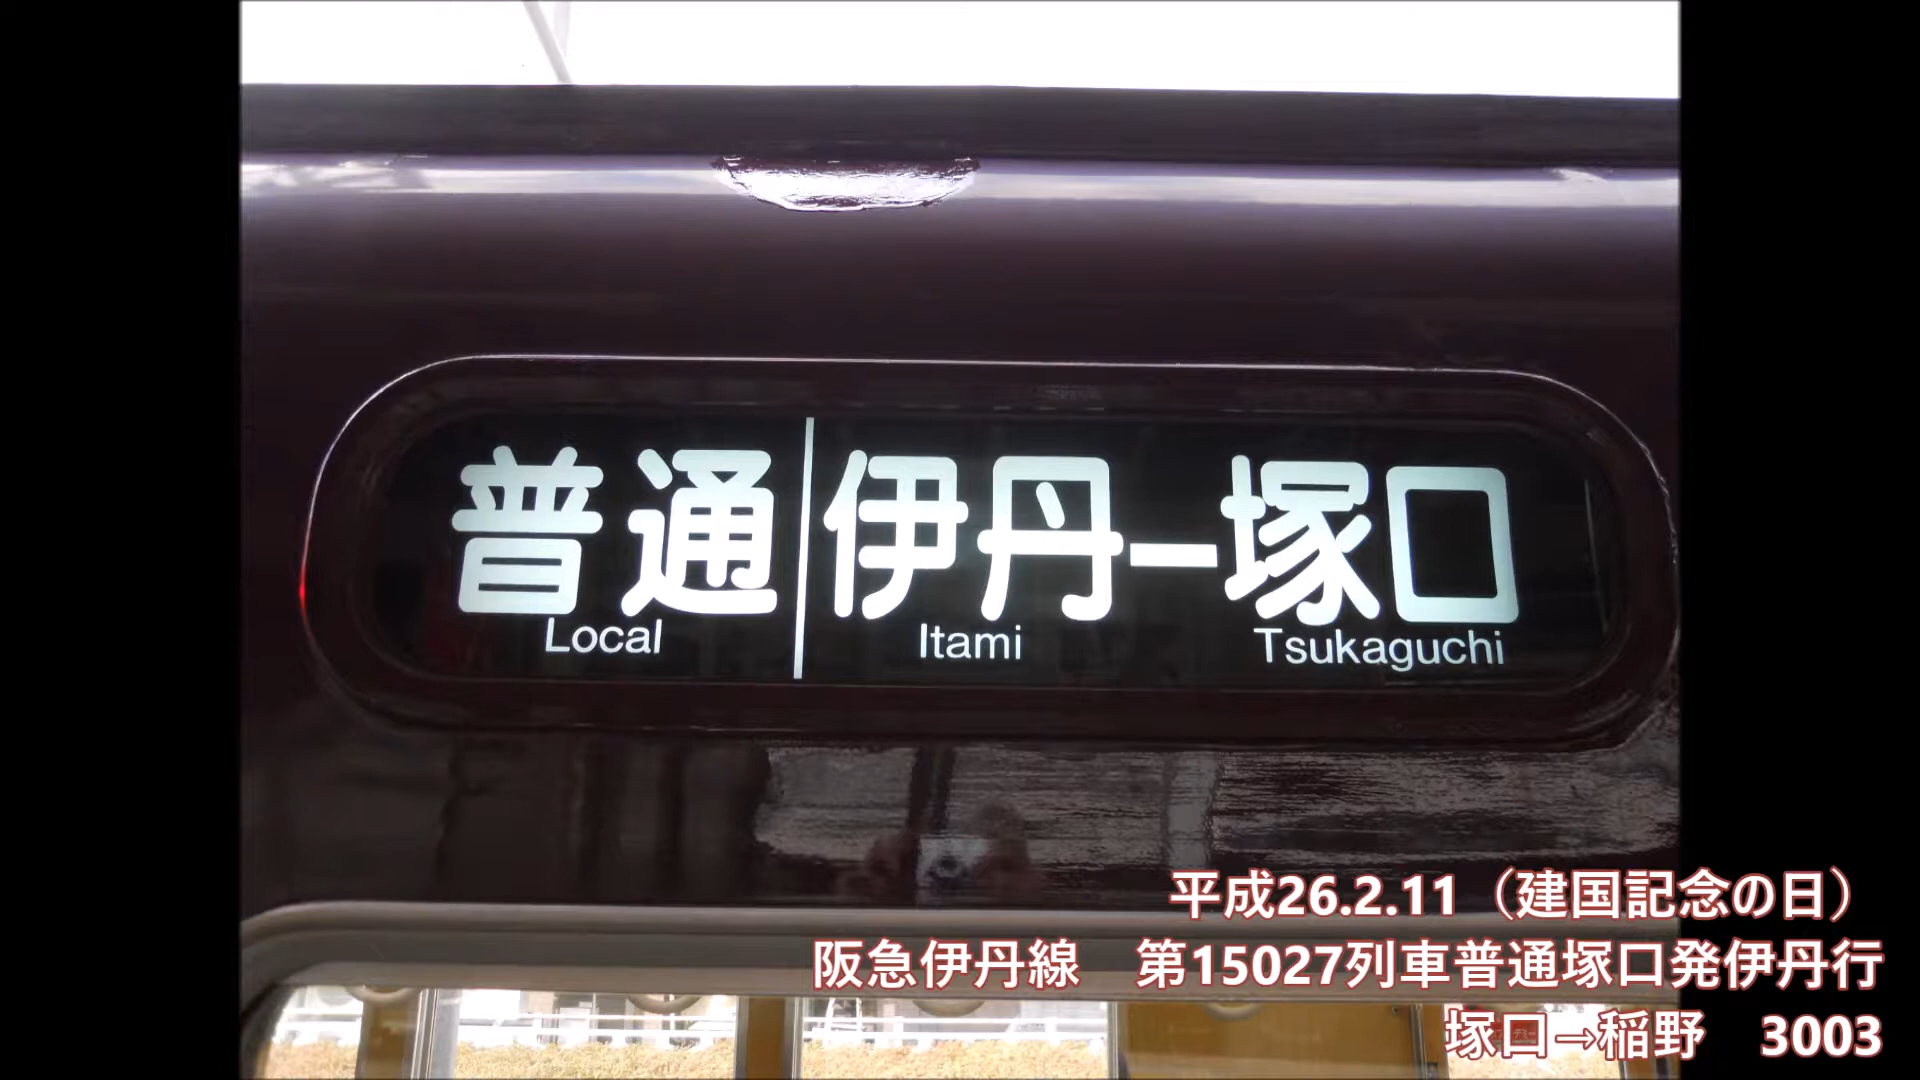 普通 伊丹ー塚口
Local Itami Tsukaguchi
平成26.2.11（建国記念の日）
阪急伊丹線　第15027列車普通塚口発伊丹行
塚口→稲野　3003